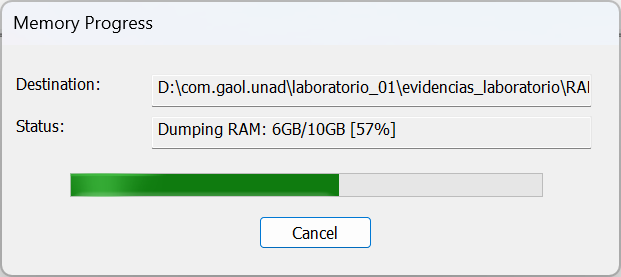 Memory Progress
Destination: D:\com.gaol.unad\laboratorio_01\evidencias_laboratorio\RA
Status: Dumping RAM: 6GB/10GB [57%]
Cancel